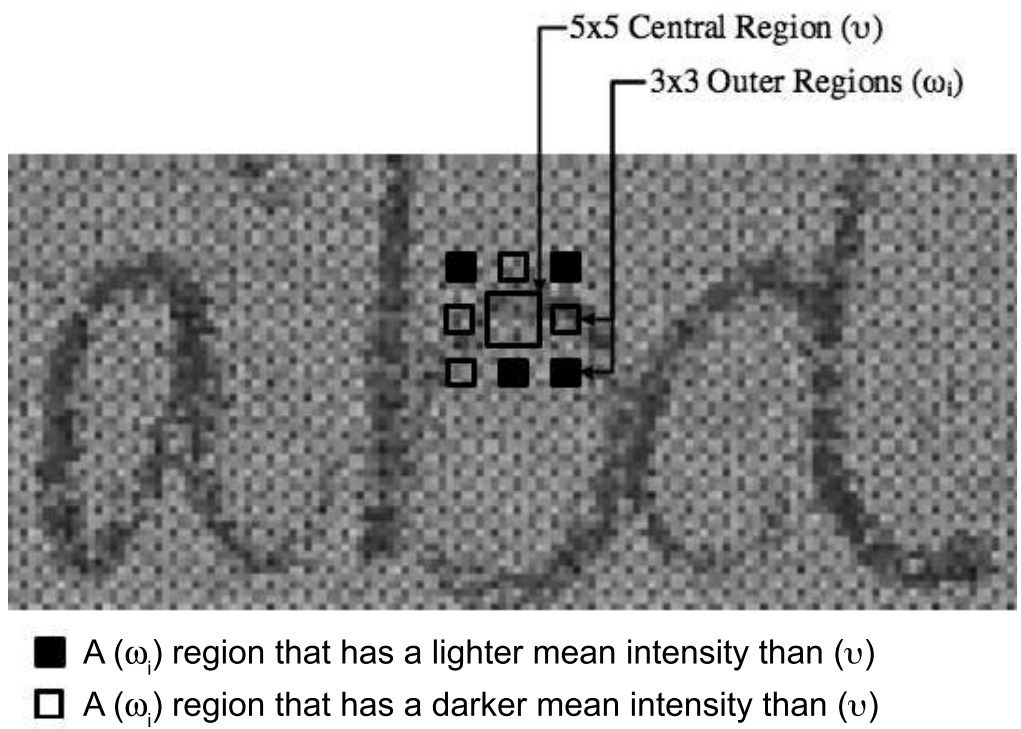 5x5 Central Region (υ)
3x3 Outer Regions (ωi)
A (ωi) region that has a lighter mean intensity than (υ)
A (ωi) region that has a darker mean intensity than (υ)